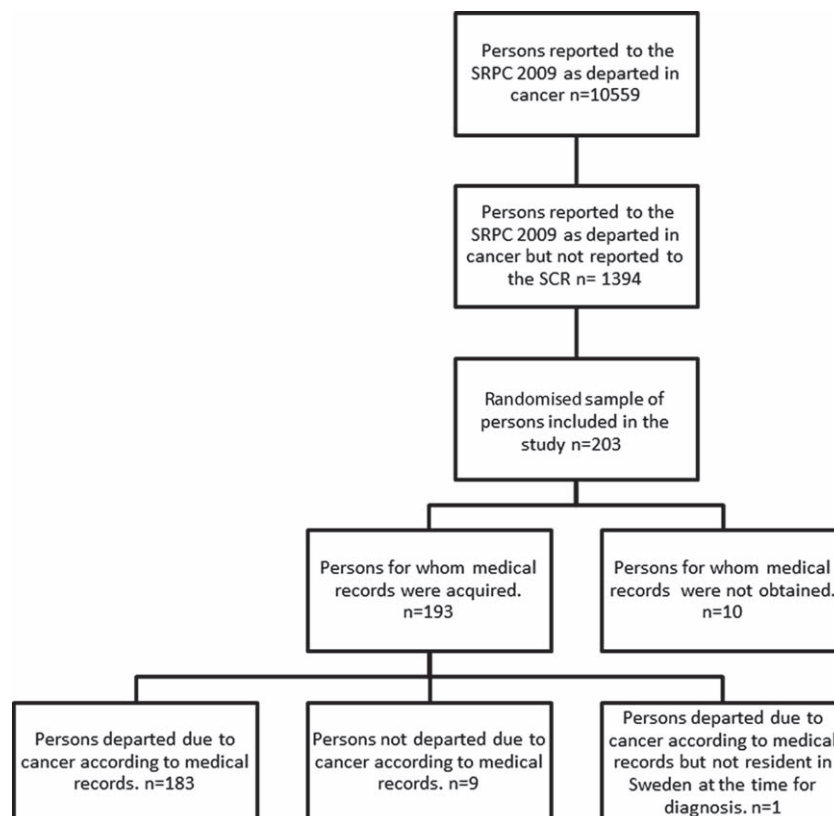 Persons reported to the
SRPC 2009 as departed in
cancer n=10559
Persons reported to the
SRPC 2009 as departed in
cancer but not reported to
the SCR n= 1394
Randomised sample of
persons included in the
study n=203
Persons for whom medical
records were acquired.
n=193
Persons for whom medical
records were not obtained.
n=10
Persons departed due to
cancer according to medical
records. n=183
Persons not departed due to
cancer according to medical
records. n=9
Persons departed due to
cancer according to medical
records but not resident in
Sweden at the time for
diagnosis. n=1